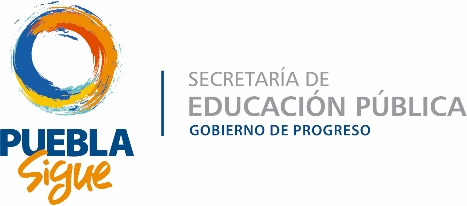 PUEBLA
Sigue
SECRETARÍA DE
EDUCACIÓN PÚBLICA
GOBIERNO DE PROGRESO